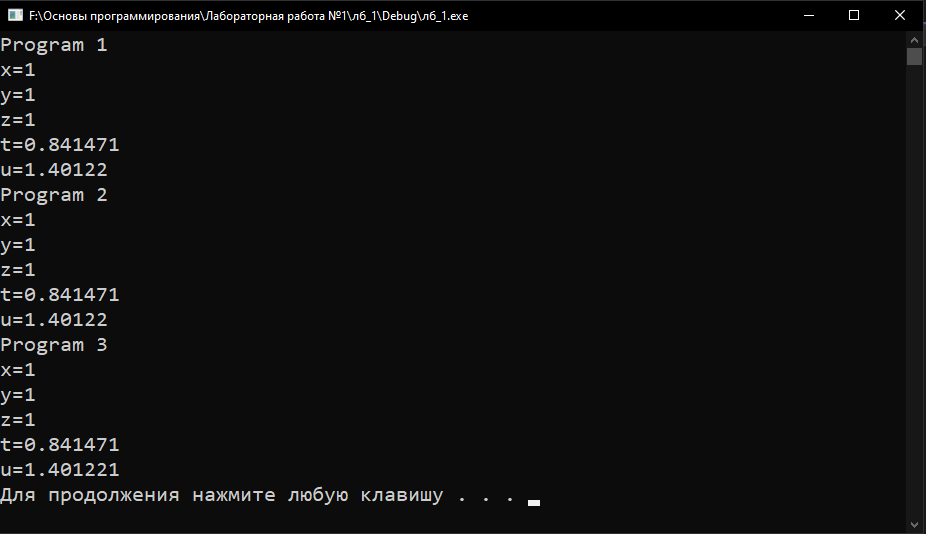 F:\Основы программирования\Лабораторная работа №1\лб_1\Debug\лб_1.exe
Program 1
x=1
y=1
z=1
t=0.841471
u=1.40122
Program 2
x=1
y=1
z=1
t=0.841471
u=1.40122
Program 3
x=1
y=1
z=1
t=0.841471
u=1.401221
Для продолжения нажмите любую клавишу . . .